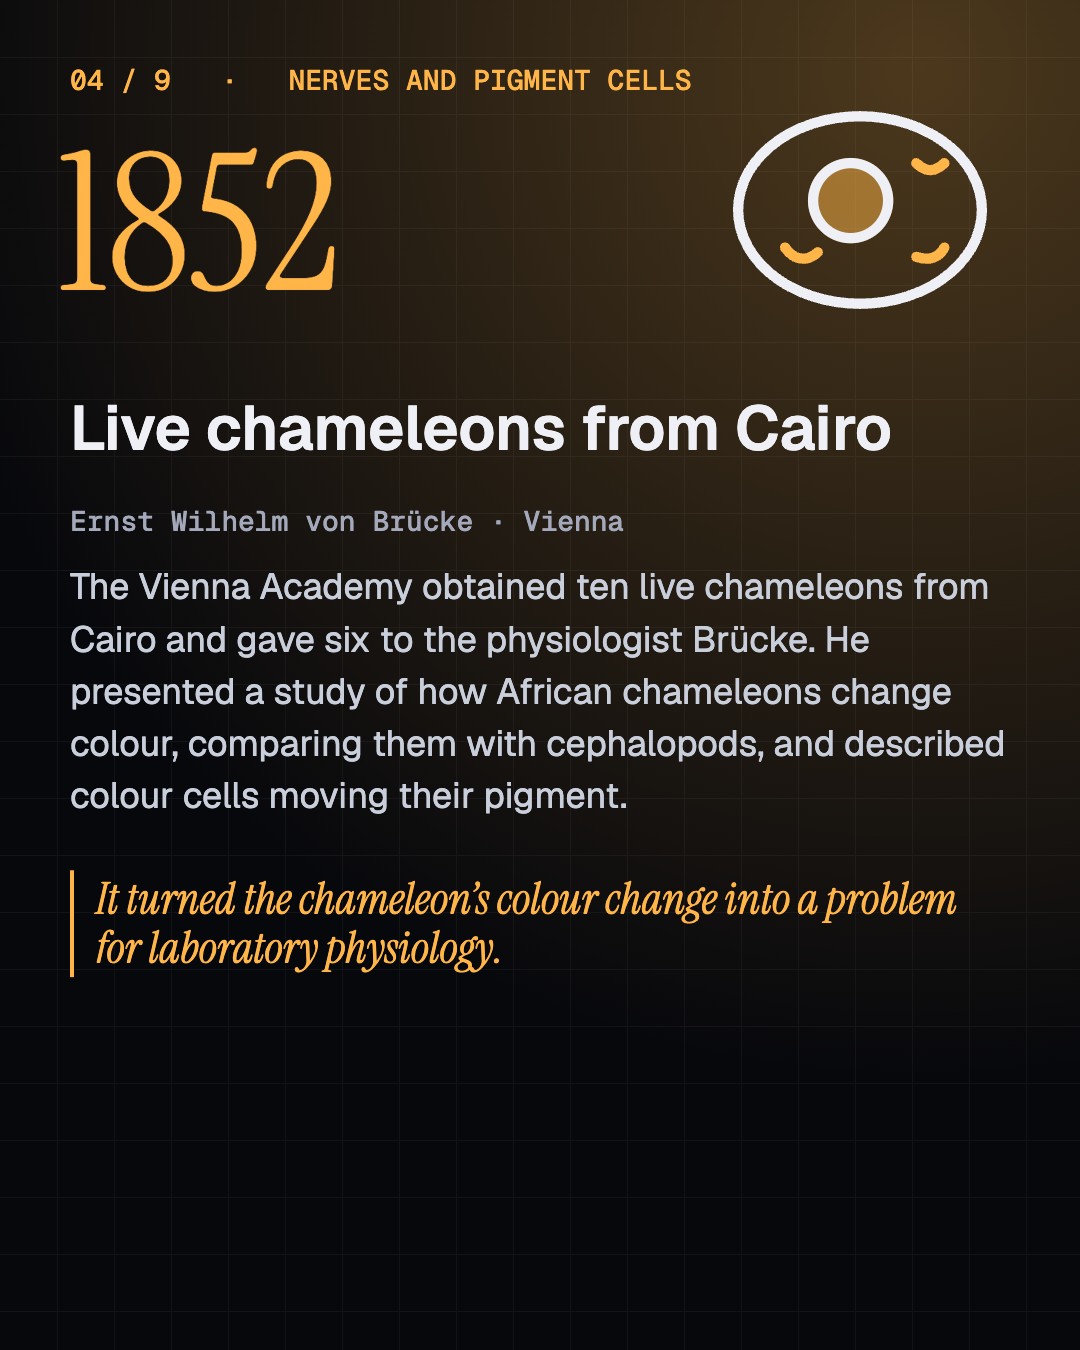 04 / 9 · NERVES AND PIGMENT CELLS
1852
Live chameleons from Cairo
Ernst Wilhelm von Brücke · Vienna
The Vienna Academy obtained ten live chameleons from
Cairo and gave six to the physiologist Brücke. He
presented a study of how African chameleons change
colour, comparing them with cephalopods, and described
colour cells moving their pigment.
It turned the chameleon’s colour change into a problem
for laboratory physiology.